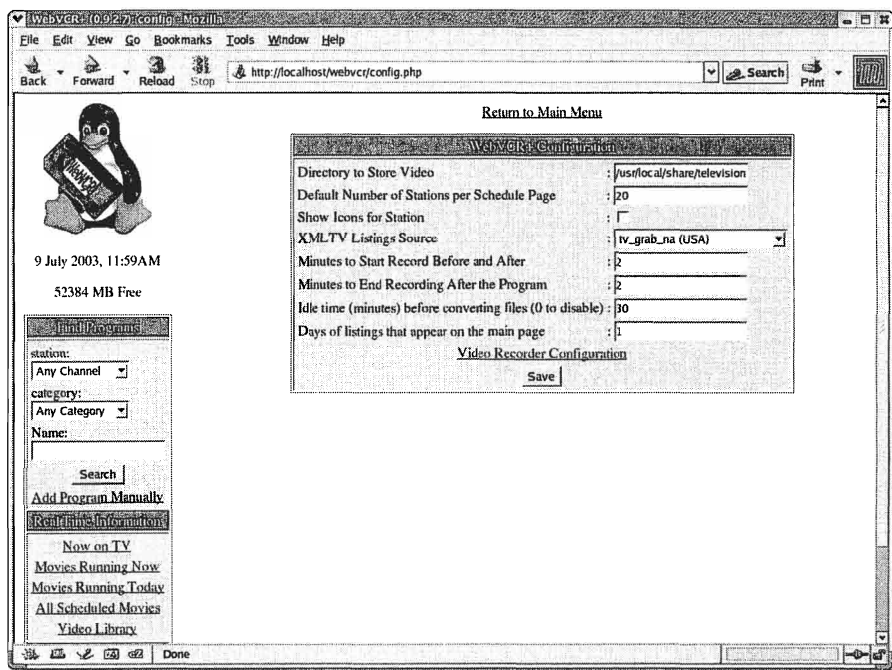 WebVCR+ (0.9.2.7): config - Mozilla
File Edit View Go Bookmarks Tools Window Help
Back Forward Reload Stop http://localhost/webvcr/config.php Search Print
WebVCR+
9 July 2003, 11:59AM
52384 MB Free
Find Programs
station:
Any Channel
category:
Any Category
Name:
Search
Add Program Manually
Real Time Information
Now on TV
Movies Running Now
Movies Running Today
All Scheduled Movies
Video Library
Return to Main Menu
WebVCR+ Configuration
Directory to Store Video : /usr/local/share/television
Default Number of Stations per Schedule Page : 20
Show Icons for Station :
XMLTV Listings Source : tv_grab_na (USA)
Minutes to Start Record Before and After : 2
Minutes to End Recording After the Program : 2
Idle time (minutes) before converting files (0 to disable) : 30
Days of listings that appear on the main page : 1
Video Recorder Configuration
Save
Done